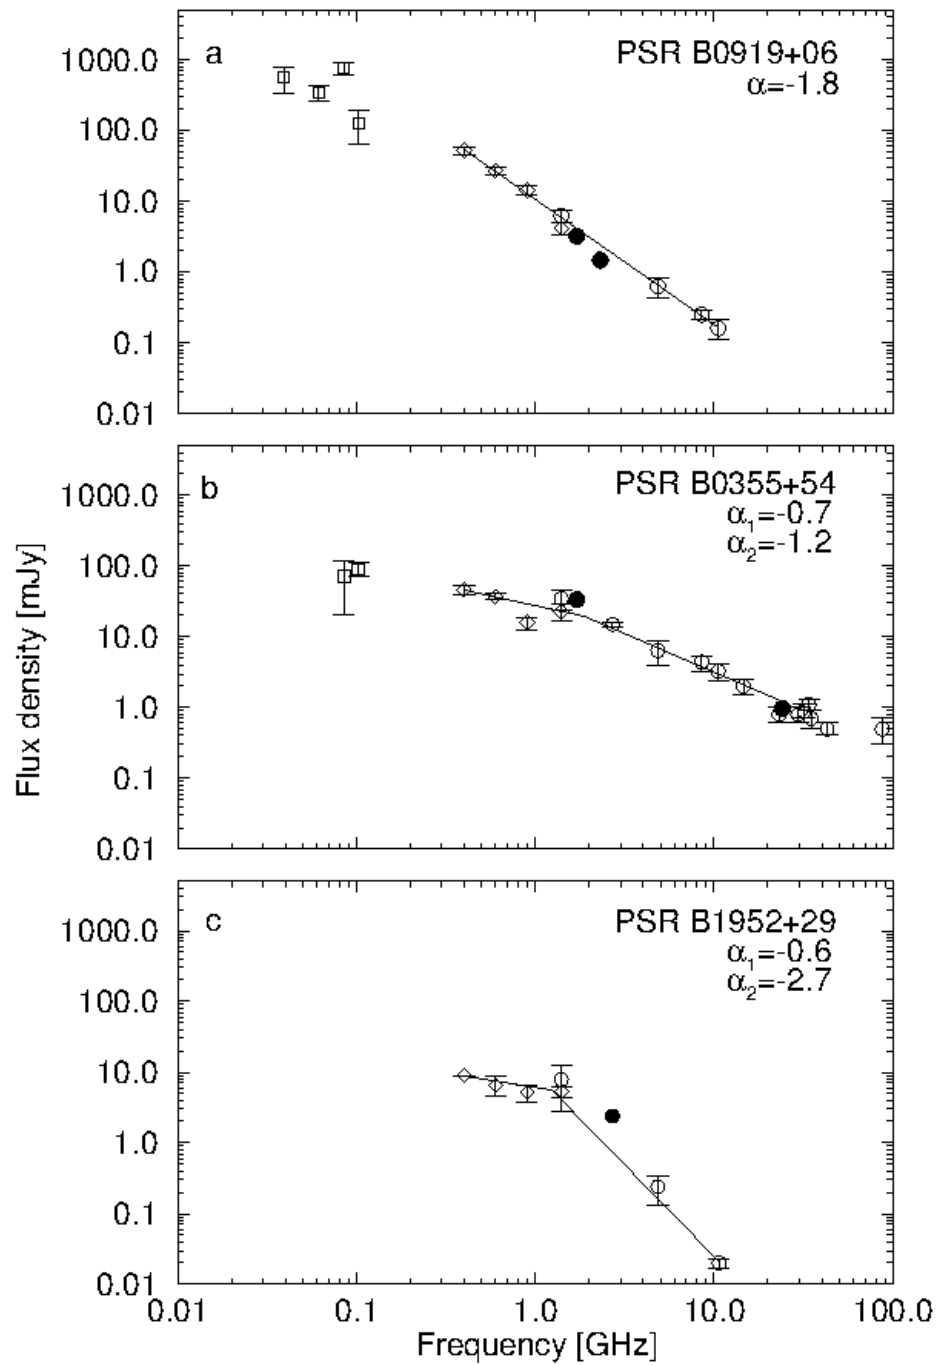 a
PSR B0919+06
α=-1.8
1000.0
100.0
10.0
1.0
0.1
0.01
b
PSR B0355+54
α₁=-0.7
α₂=-1.2
1000.0
100.0
10.0
1.0
0.1
0.01
Flux density [mJy]
c
PSR B1952+29
α₁=-0.6
α₂=-2.7
1000.0
100.0
10.0
1.0
0.1
0.01
0.01 0.1 1.0 10.0 100.0
Frequency [GHz]